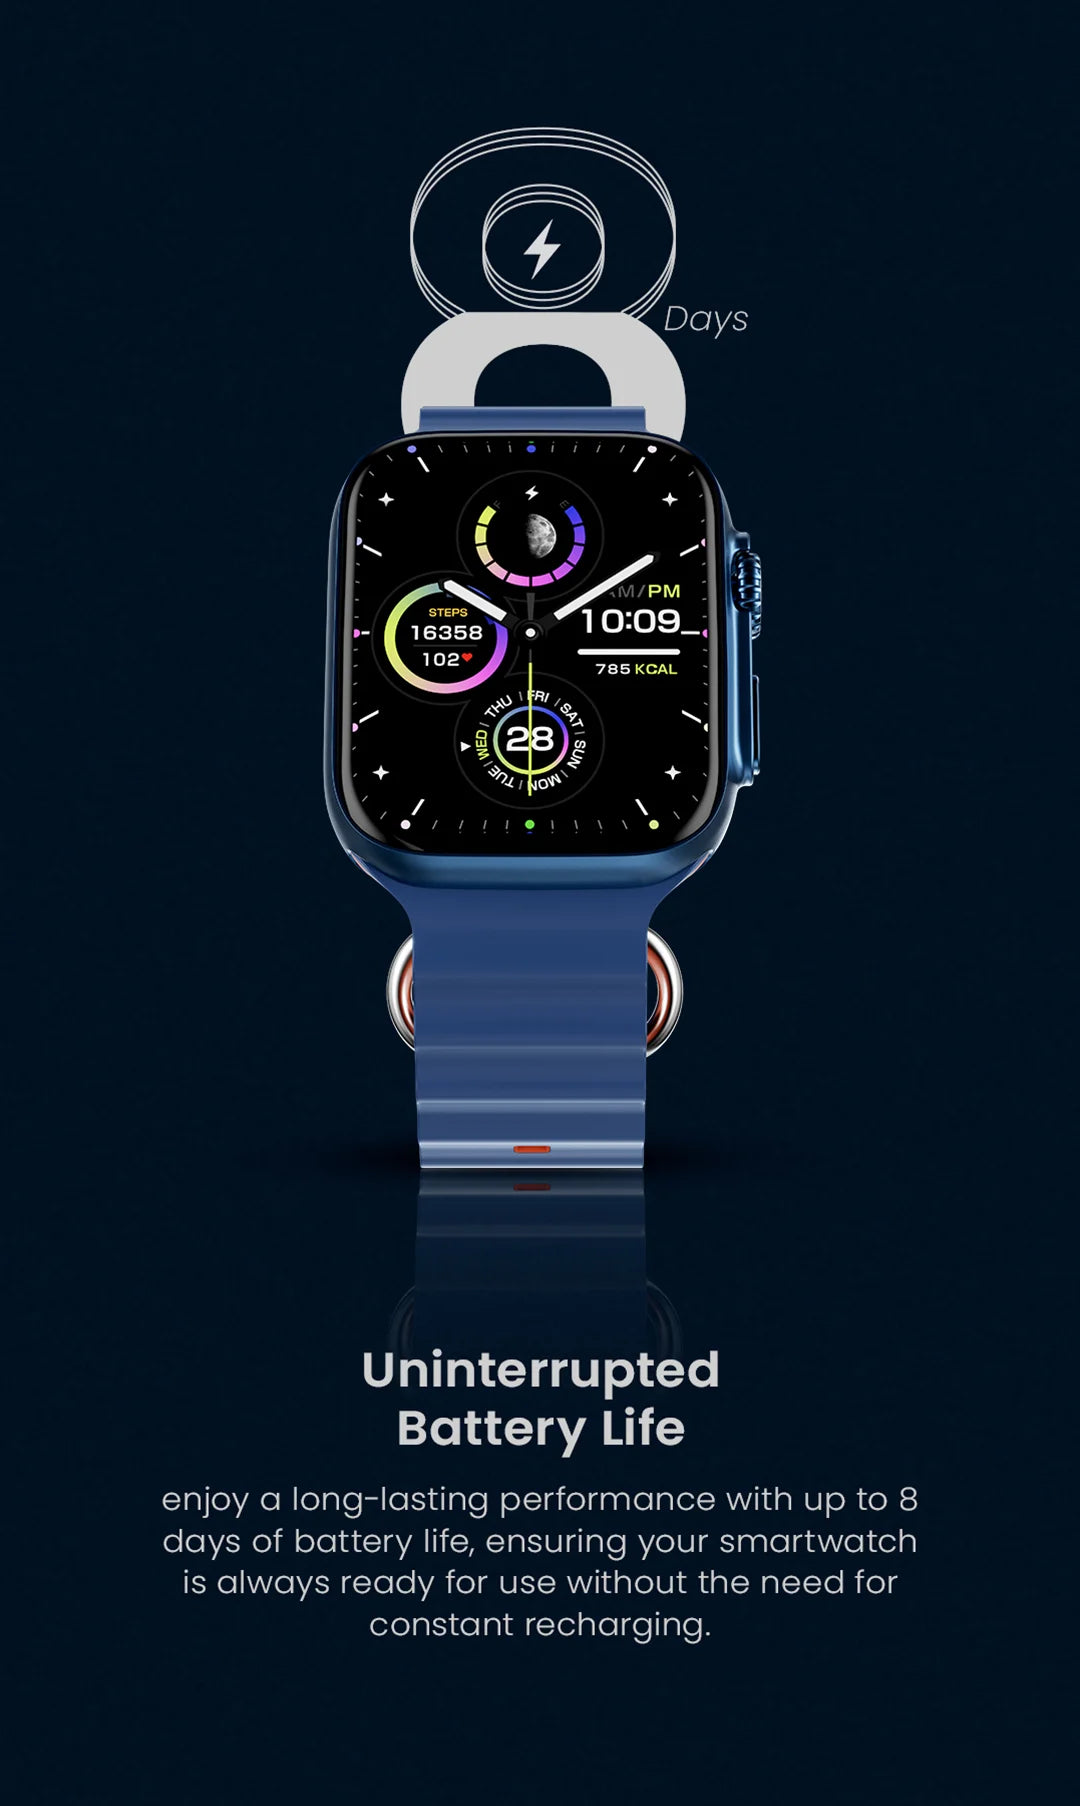 8
Days
F E
AM/PM
STEPS
16358
10:09
102
785 KCAL
THU FRI SAT
WED 28 SUN
TUE MON
Uninterrupted
Battery Life
enjoy a long-lasting performance with up to 8
days of battery life, ensuring your smartwatch
is always ready for use without the need for
constant recharging.